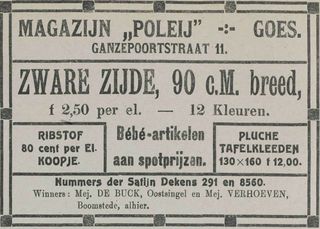 MAGAZIJN „POLEIJ” -:- GOES.
GANZEPOORTSTRAAT 11.
ZWARE ZIJDE, 90 c.M. breed,
f 2,50 per el. — 12 Kleuren.
RIBSTOF
80 cent per El.
KOOPJE.
Bébé-artikelen
aan spotprijzen.
PLUCHE
TAFELKLEEDEN
130 × 160 f 12,00.
Nummers der Satijn Dekens 291 en 8560.
Winners: Mej. DE BUCK, Oostsingel en Mej. VERHOEVEN,
Boomstede, alhier.